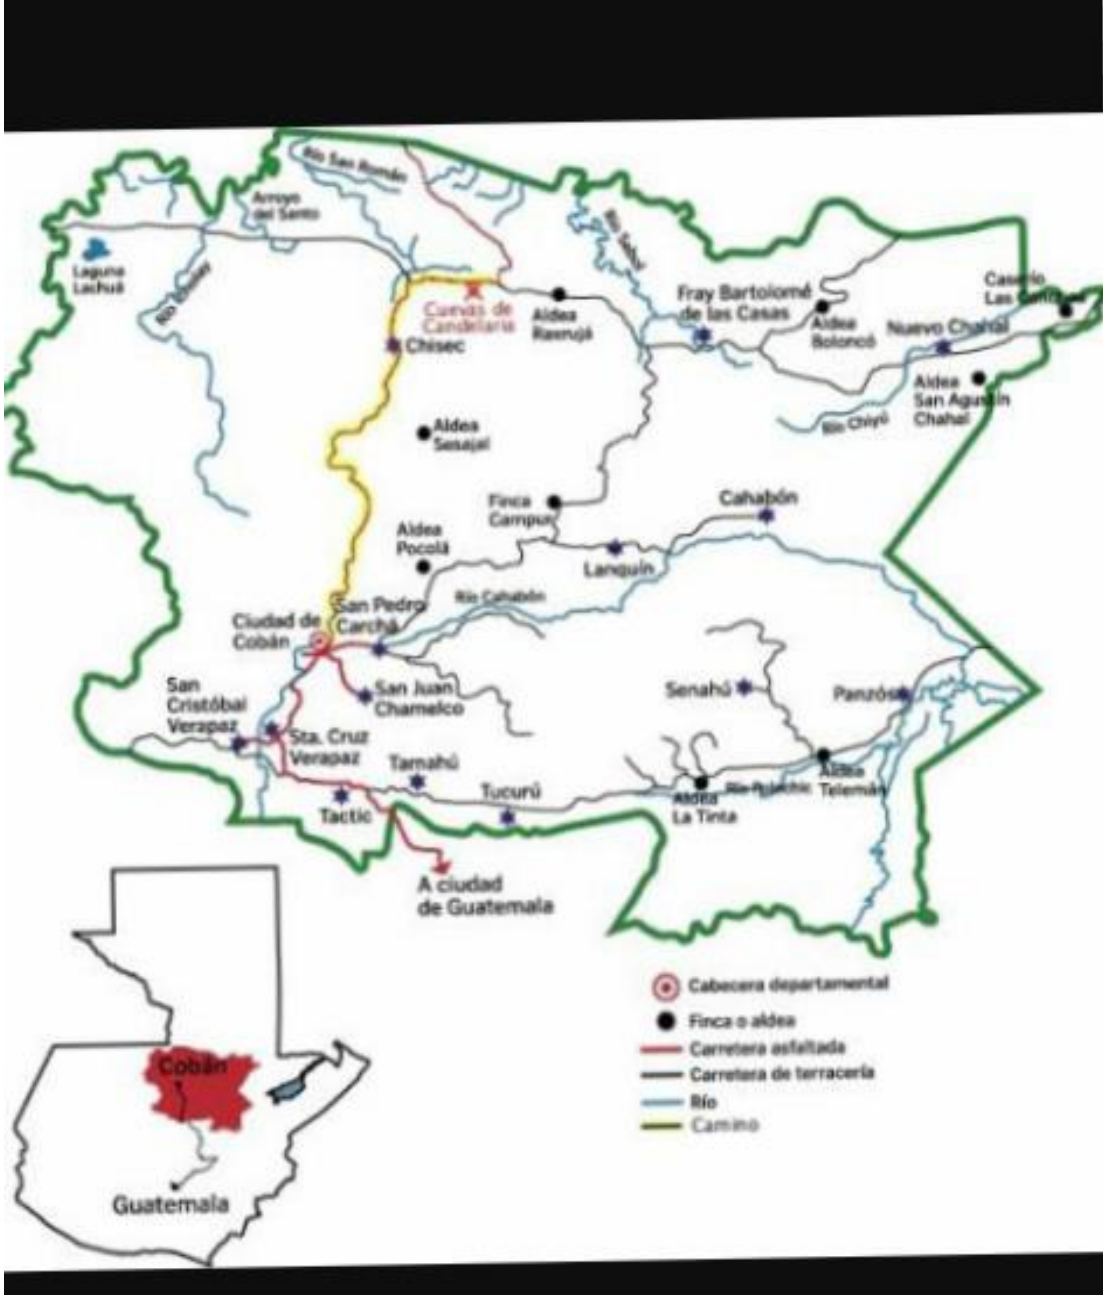 Río San Román
Arroyo
del Santo
Laguna
Lachuá
Río Sebol
Cuevas de
Candelaria
Aldea
Raxrujá
Chisec
Fray Bartolomé
de las Casas
Aldea
Boloncó
Nuevo Chahal
Caserío
Las
Aldea
San Agustín
Chahal
Río Chiyú
Aldea
Sesajal
Finca
Campur
Cahabón
Aldea
Pocolá
Lanquín
Río Cahabón
Ciudad de
Cobán
San Pedro
Carchá
San
Cristóbal
Verapaz
San Juan
Chamelco
Senahú
Panzós
Sta. Cruz
Verapaz
Tamahú
Tactic
Tucurú
Aldea
La Tinta
Río Polochic
Aldea
Telemán
A ciudad
de Guatemala
Cabecera departamental
Finca o aldea
Carretera asfaltada
Carretera de terracería
Río
Camino
Cobán
Guatemala